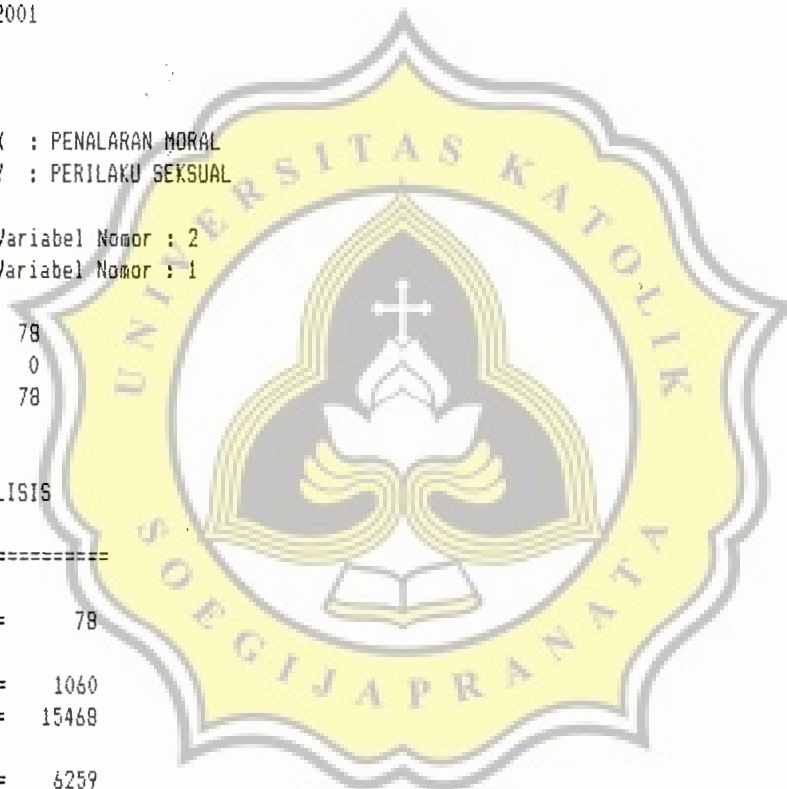 2001
X : PENALARAN MORAL
Y : PERILAKU SEKSUAL
Variabel Nomor : 2
Variabel Nomor : 1
78
0
78
LISIS
==========
= 78
= 1060
= 15468
= 6259
UNIVERSITAS KATOLIK
SOEGIJAPRANATA